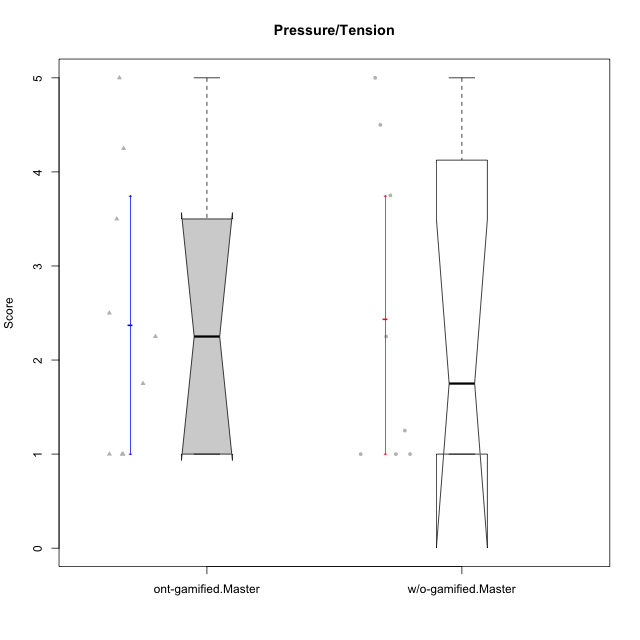 Pressure/Tension
Score
5
4
3
2
1
0
ont-gamified.Master
w/o-gamified.Master